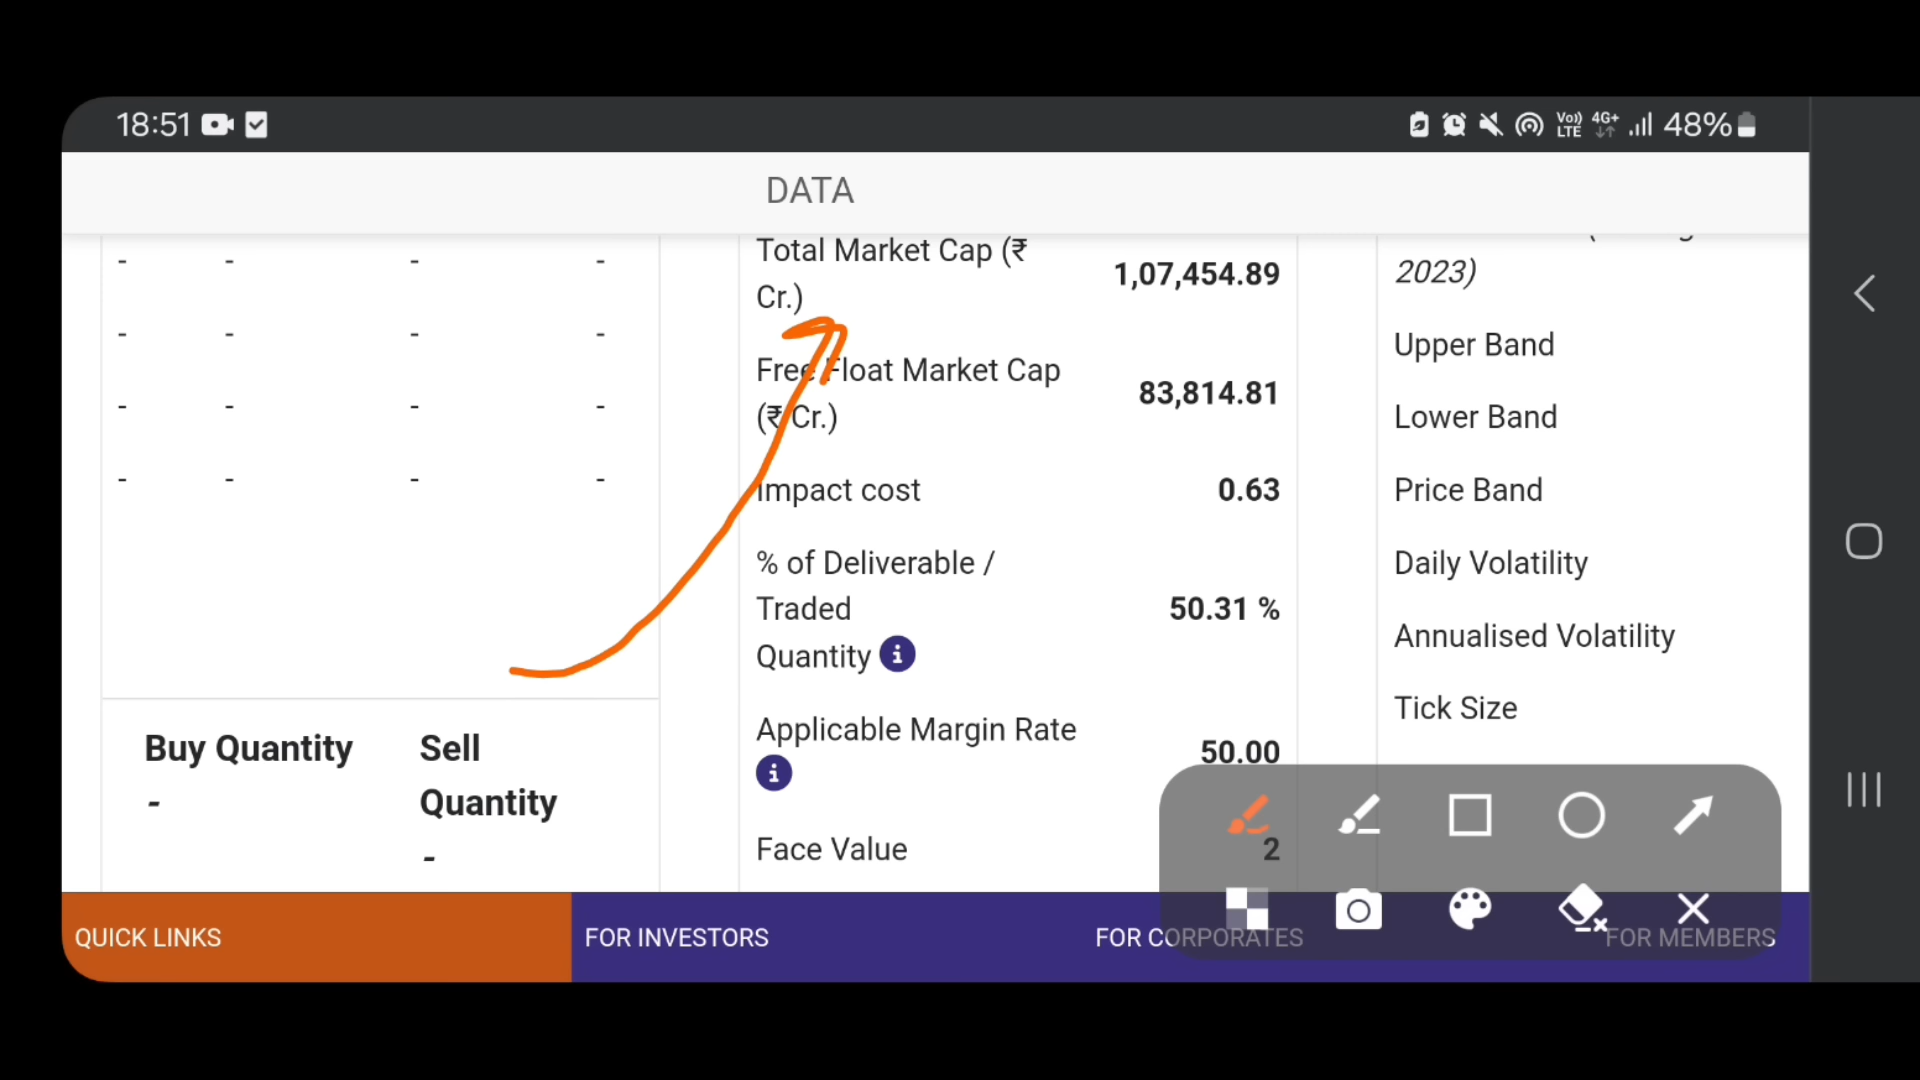 18:51
Vo)) LTE 4G+ 48%
DATA
- - - -
- - - -
- - - -
- - - -
Buy Quantity
-
Sell
Quantity
-
Total Market Cap (₹
Cr.)
1,07,454.89
Free Float Market Cap
(₹ Cr.)
83,814.81
Impact cost
0.63
% of Deliverable /
Traded
Quantity i
50.31 %
Applicable Margin Rate
i
50.00
Face Value
2
2023)
Upper Band
Lower Band
Price Band
Daily Volatility
Annualised Volatility
Tick Size
QUICK LINKS
FOR INVESTORS
FOR CORPORATES
FOR MEMBERS